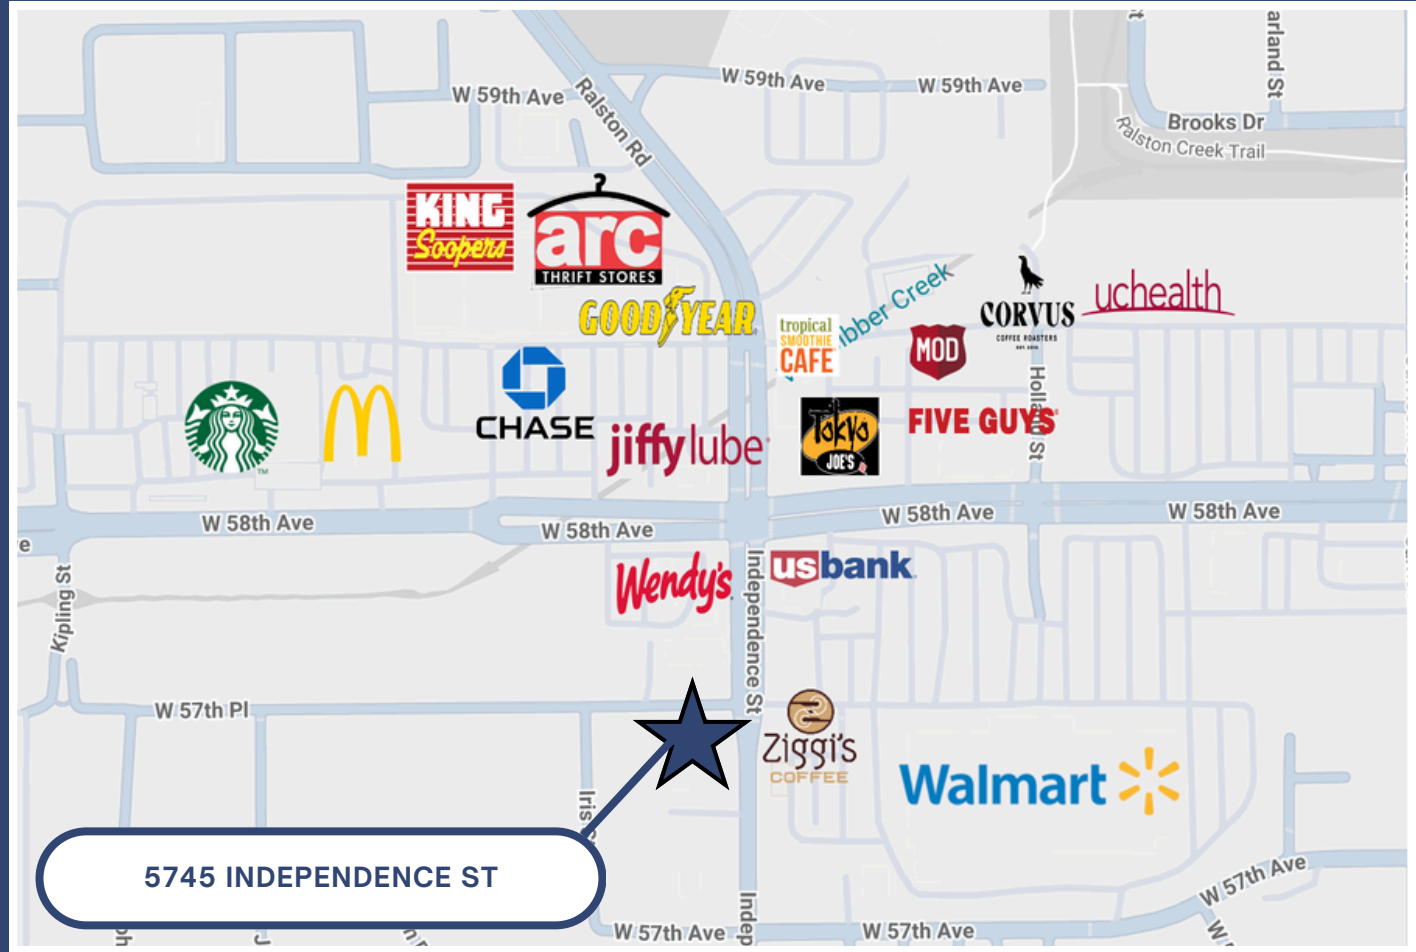 W 59th Ave
W 59th Ave
W 59th Ave
Ralston Rd
Brooks Dr
Ralston Creek Trail
arland St
KING
Soopers
arc
THRIFT STORES
GOODYEAR
tropical
SMOOTHIE
CAFE
bber Creek
MOD
CORVUS
COFFEE ROASTERS
uchealth
Holland St
CHASE
jiffy lube
Tokyo
JOE'S
FIVE GUYS
TM
W 58th Ave
W 58th Ave
W 58th Ave
W 58th Ave
e
Kipling St
Wendy's
Independence St
usbank
W 57th Pl
Ziggi's
COFFEE
Walmart
Iris
5745 INDEPENDENCE ST
W 57th Ave
Indep
W 57th Ave
W 57th Ave